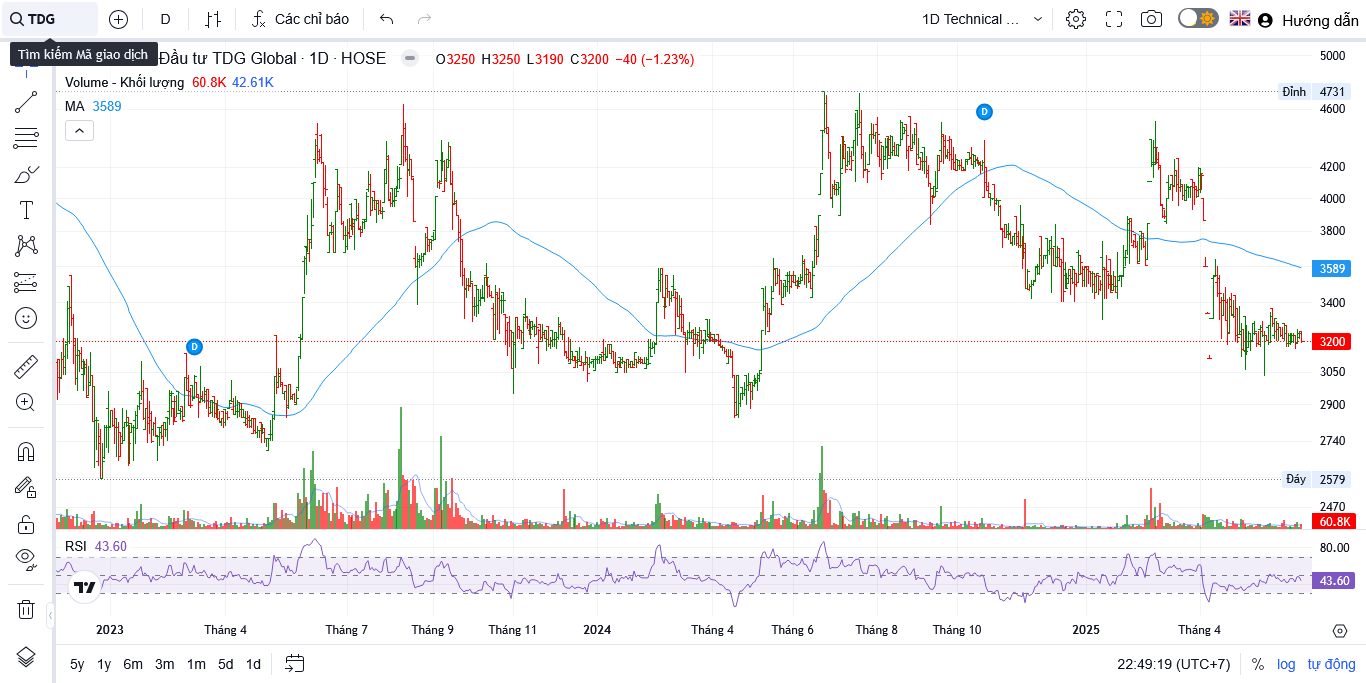 TDG
D
Các chỉ báo
1D Technical ...
Hướng dẫn
Tìm kiếm Mã giao dịch
Đầu tư TDG Global · 1D · HOSE
O3250 H3250 L3190 C3200 −40 (−1.23%)
Volume - Khối lượng 60.8K 42.61K
MA 3589
5000
Đỉnh 4731
4600
4200
4000
3800
3589
3400
3200
3050
2900
2740
Đáy 2579
2470
60.8K
D
D
RSI 43.60
80.00
43.60
2023 Tháng 4 Tháng 7 Tháng 9 Tháng 11 2024 Tháng 4 Tháng 6 Tháng 8 Tháng 10 2025 Tháng 4
5y 1y 6m 3m 1m 5d 1d
22:49:19 (UTC+7) % log tự động